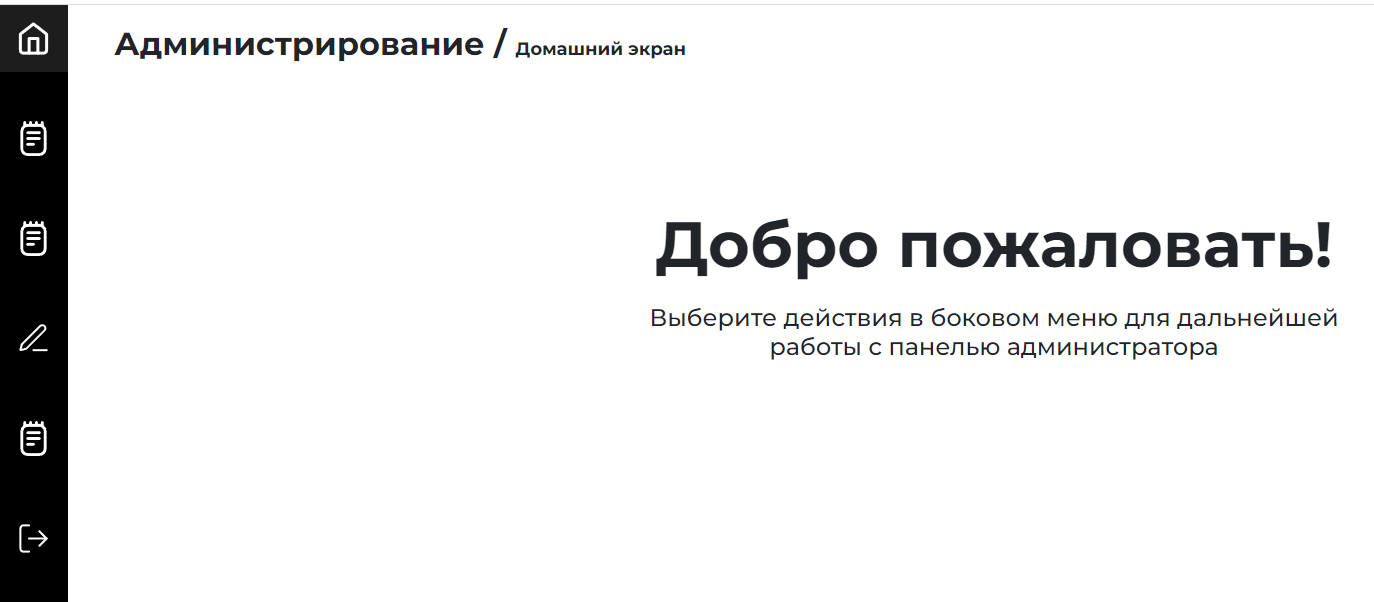 Администрирование / Домашний экран
Добро пожаловать!
Выберите действия в боковом меню для дальнейшей
работы с панелью администратора